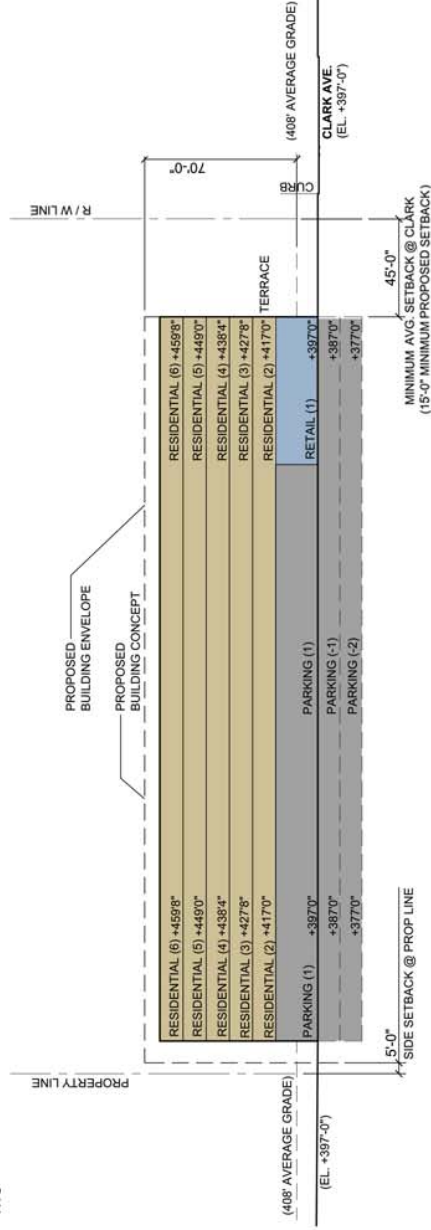 PROPOSED
BUILDING ENVELOPE
PROPOSED
BUILDING CONCEPT
PROPERTY LINE
R / W LINE
70'-0"
CURB
(408' AVERAGE GRADE)
(408' AVERAGE GRADE)
CLARK AVE.
(EL. +397'-0")
(EL. +397'-0")
RESIDENTIAL (6) +459'8"
RESIDENTIAL (6) +459'8"
RESIDENTIAL (5) +449'0"
RESIDENTIAL (5) +449'0"
RESIDENTIAL (4) +438'4"
RESIDENTIAL (4) +438'4"
RESIDENTIAL (3) +427'8"
RESIDENTIAL (3) +427'8"
RESIDENTIAL (2) +417'0"
RESIDENTIAL (2) +417'0"
TERRACE
PARKING (1) +397'0"
PARKING (1)
RETAIL (1) +397'0"
+387'0"
PARKING (-1)
+387'0"
+377'0"
PARKING (-2)
+377'0"
5'-0"
SIDE SETBACK @ PROP LINE
45'-0"
MINIMUM AVG. SETBACK @ CLARK
(15'-0" MINIMUM PROPOSED SETBACK)